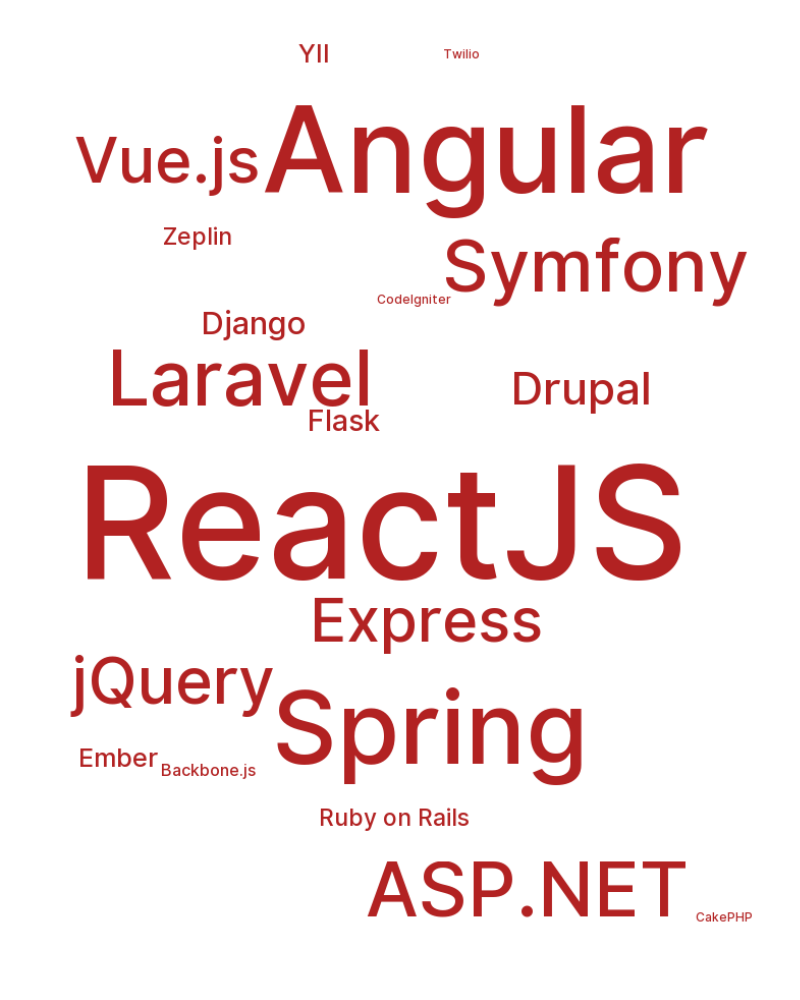 YII
Twilio
Vue.js
Angular
Zeplin
Symfony
CodeIgniter
Django
Laravel
Drupal
Flask
ReactJS
Express
jQuery
Spring
Ember
Backbone.js
Ruby on Rails
ASP.NET
CakePHP